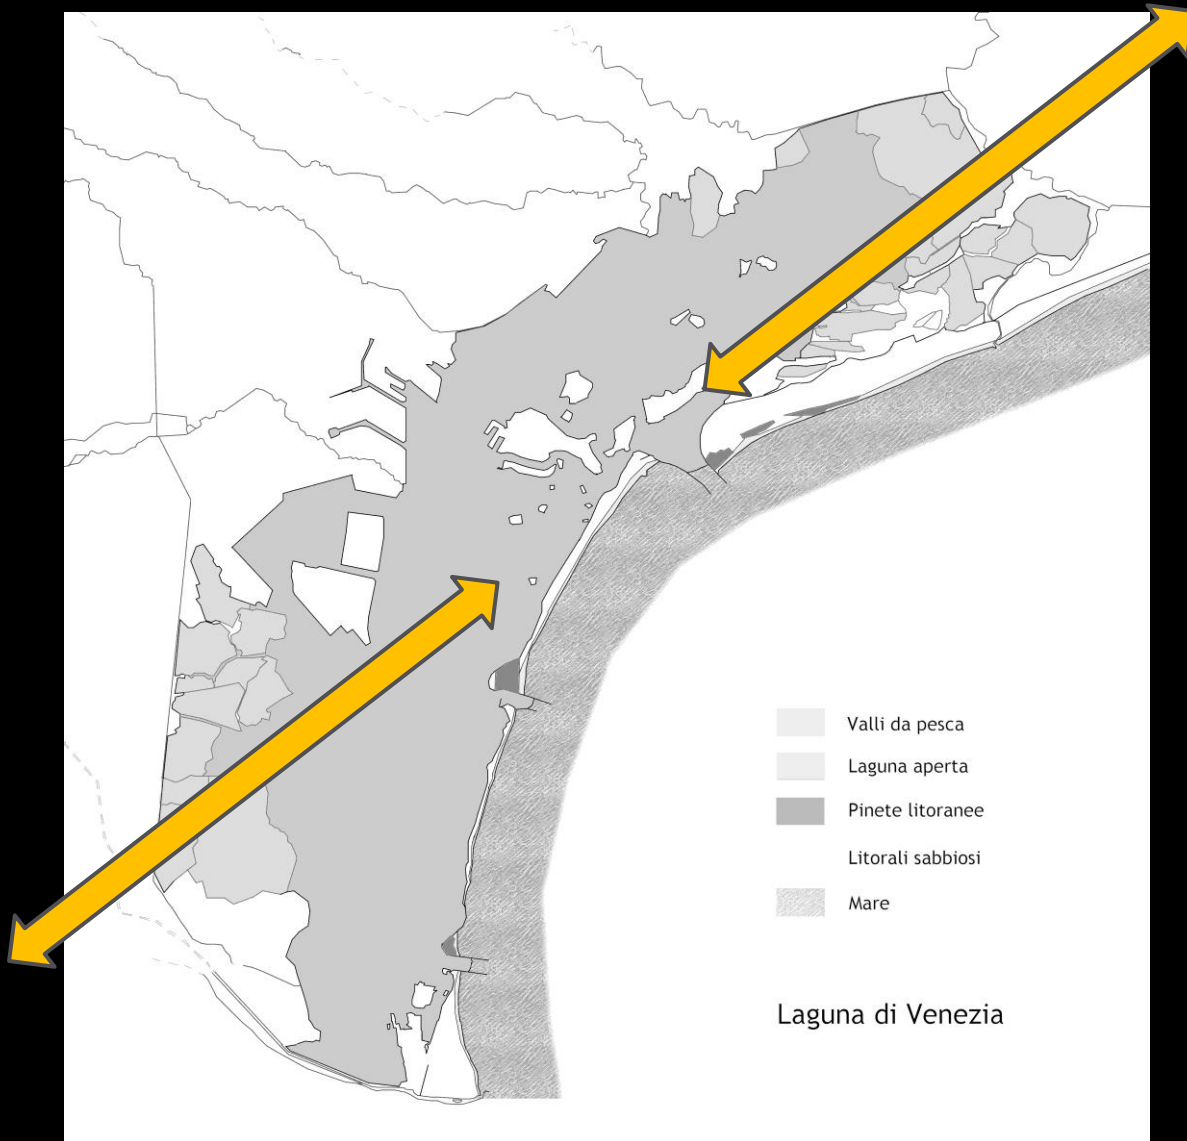 Valli da pesca
Laguna aperta
Pinete litoranee
Litorali sabbiosi
Mare
Laguna di Venezia